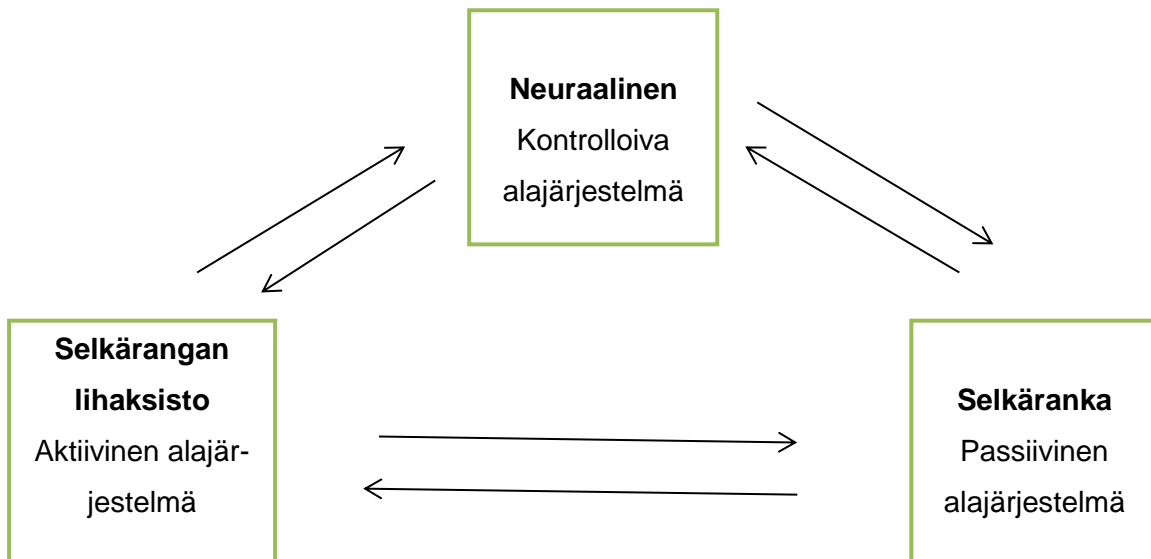 Neuraalinen
Kontrolloiva
alajärjestelmä
Selkärangan
lihaksisto
Aktiivinen alajär-
jestelmä
Selkäranka
Passiivinen
alajärjestelmä